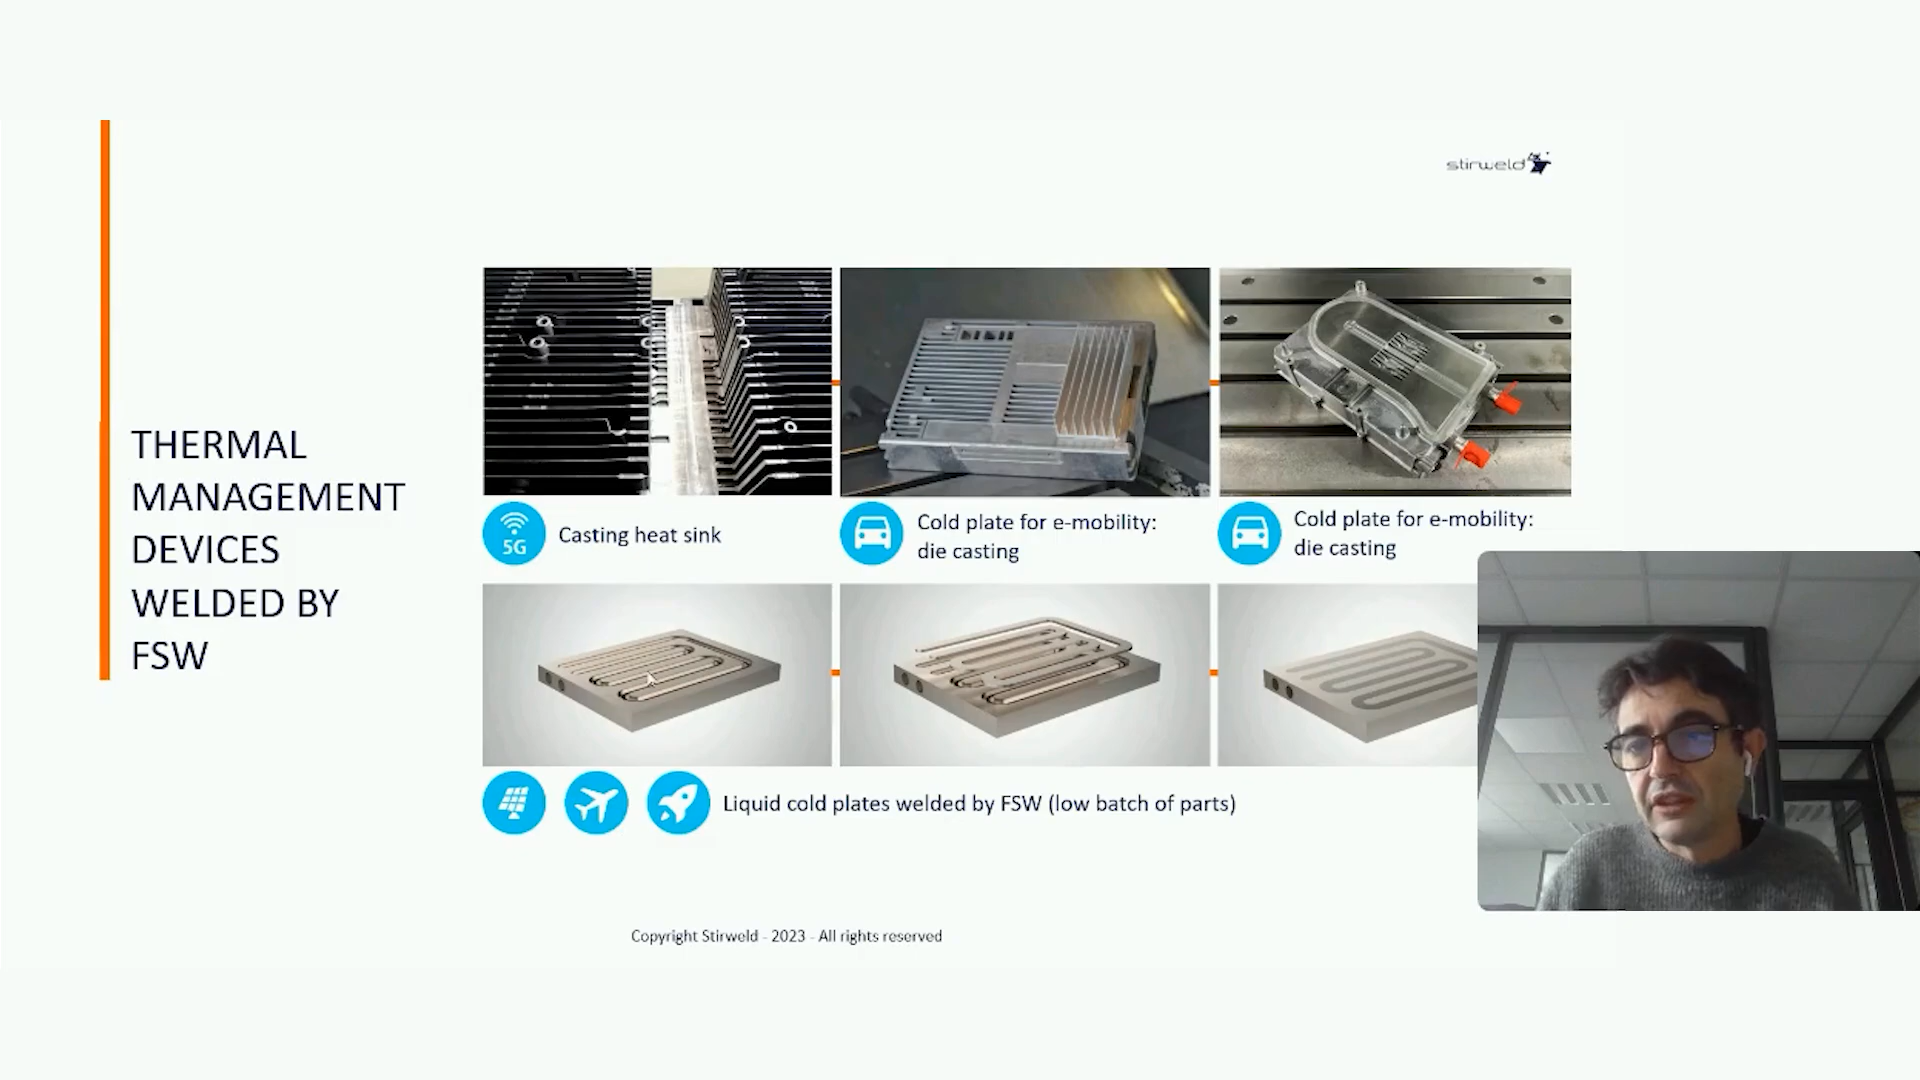 stirweld
THERMAL
MANAGEMENT
DEVICES
WELDED BY
FSW
5G
Casting heat sink
Cold plate for e-mobility:
die casting
Cold plate for e-mobility:
die casting
Liquid cold plates welded by FSW (low batch of parts)
Copyright Stirweld - 2023 - All rights reserved